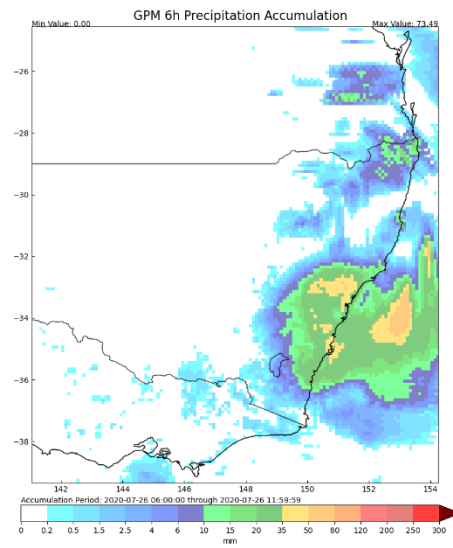 GPM 6h Precipitation Accumulation
Min Value: 0.00 Max Value: 73.49
−26
−28
−30
−32
−34
−36
−38
142 144 146 148 150 152 154
Accumulation Period: 2020-07-26 06:00:00 through 2020-07-26 11:59:59
0 0.2 0.5 1.5 2.5 4 6 10 15 20 35 50 80 120 200 250 300
mm